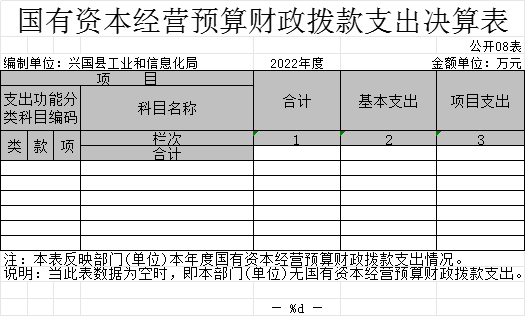 国有资本经营预算财政拨款支出决算表
公开08表
编制单位：兴国县工业和信息化局 2022年度 金额单位：万元
项 目 合计 基本支出 项目支出
支出功能分类科目编码 科目名称
类 款 项 栏次 1 2 3
合计
注：本表反映部门(单位)本年度国有资本经营预算财政拨款支出情况。
说明：当此表数据为空时，即本部门(单位)无国有资本经营预算财政拨款支出。
— %d —